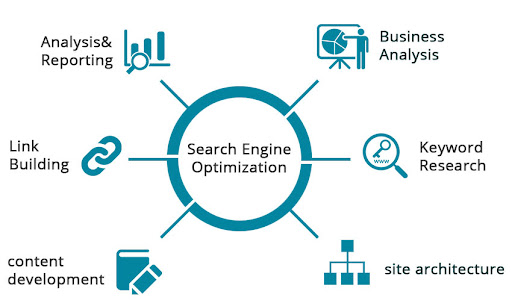 Analysis&
Reporting
Business
Analysis
Link
Building
Search Engine
Optimization
Keyword
Research
www
content
development
site architecture